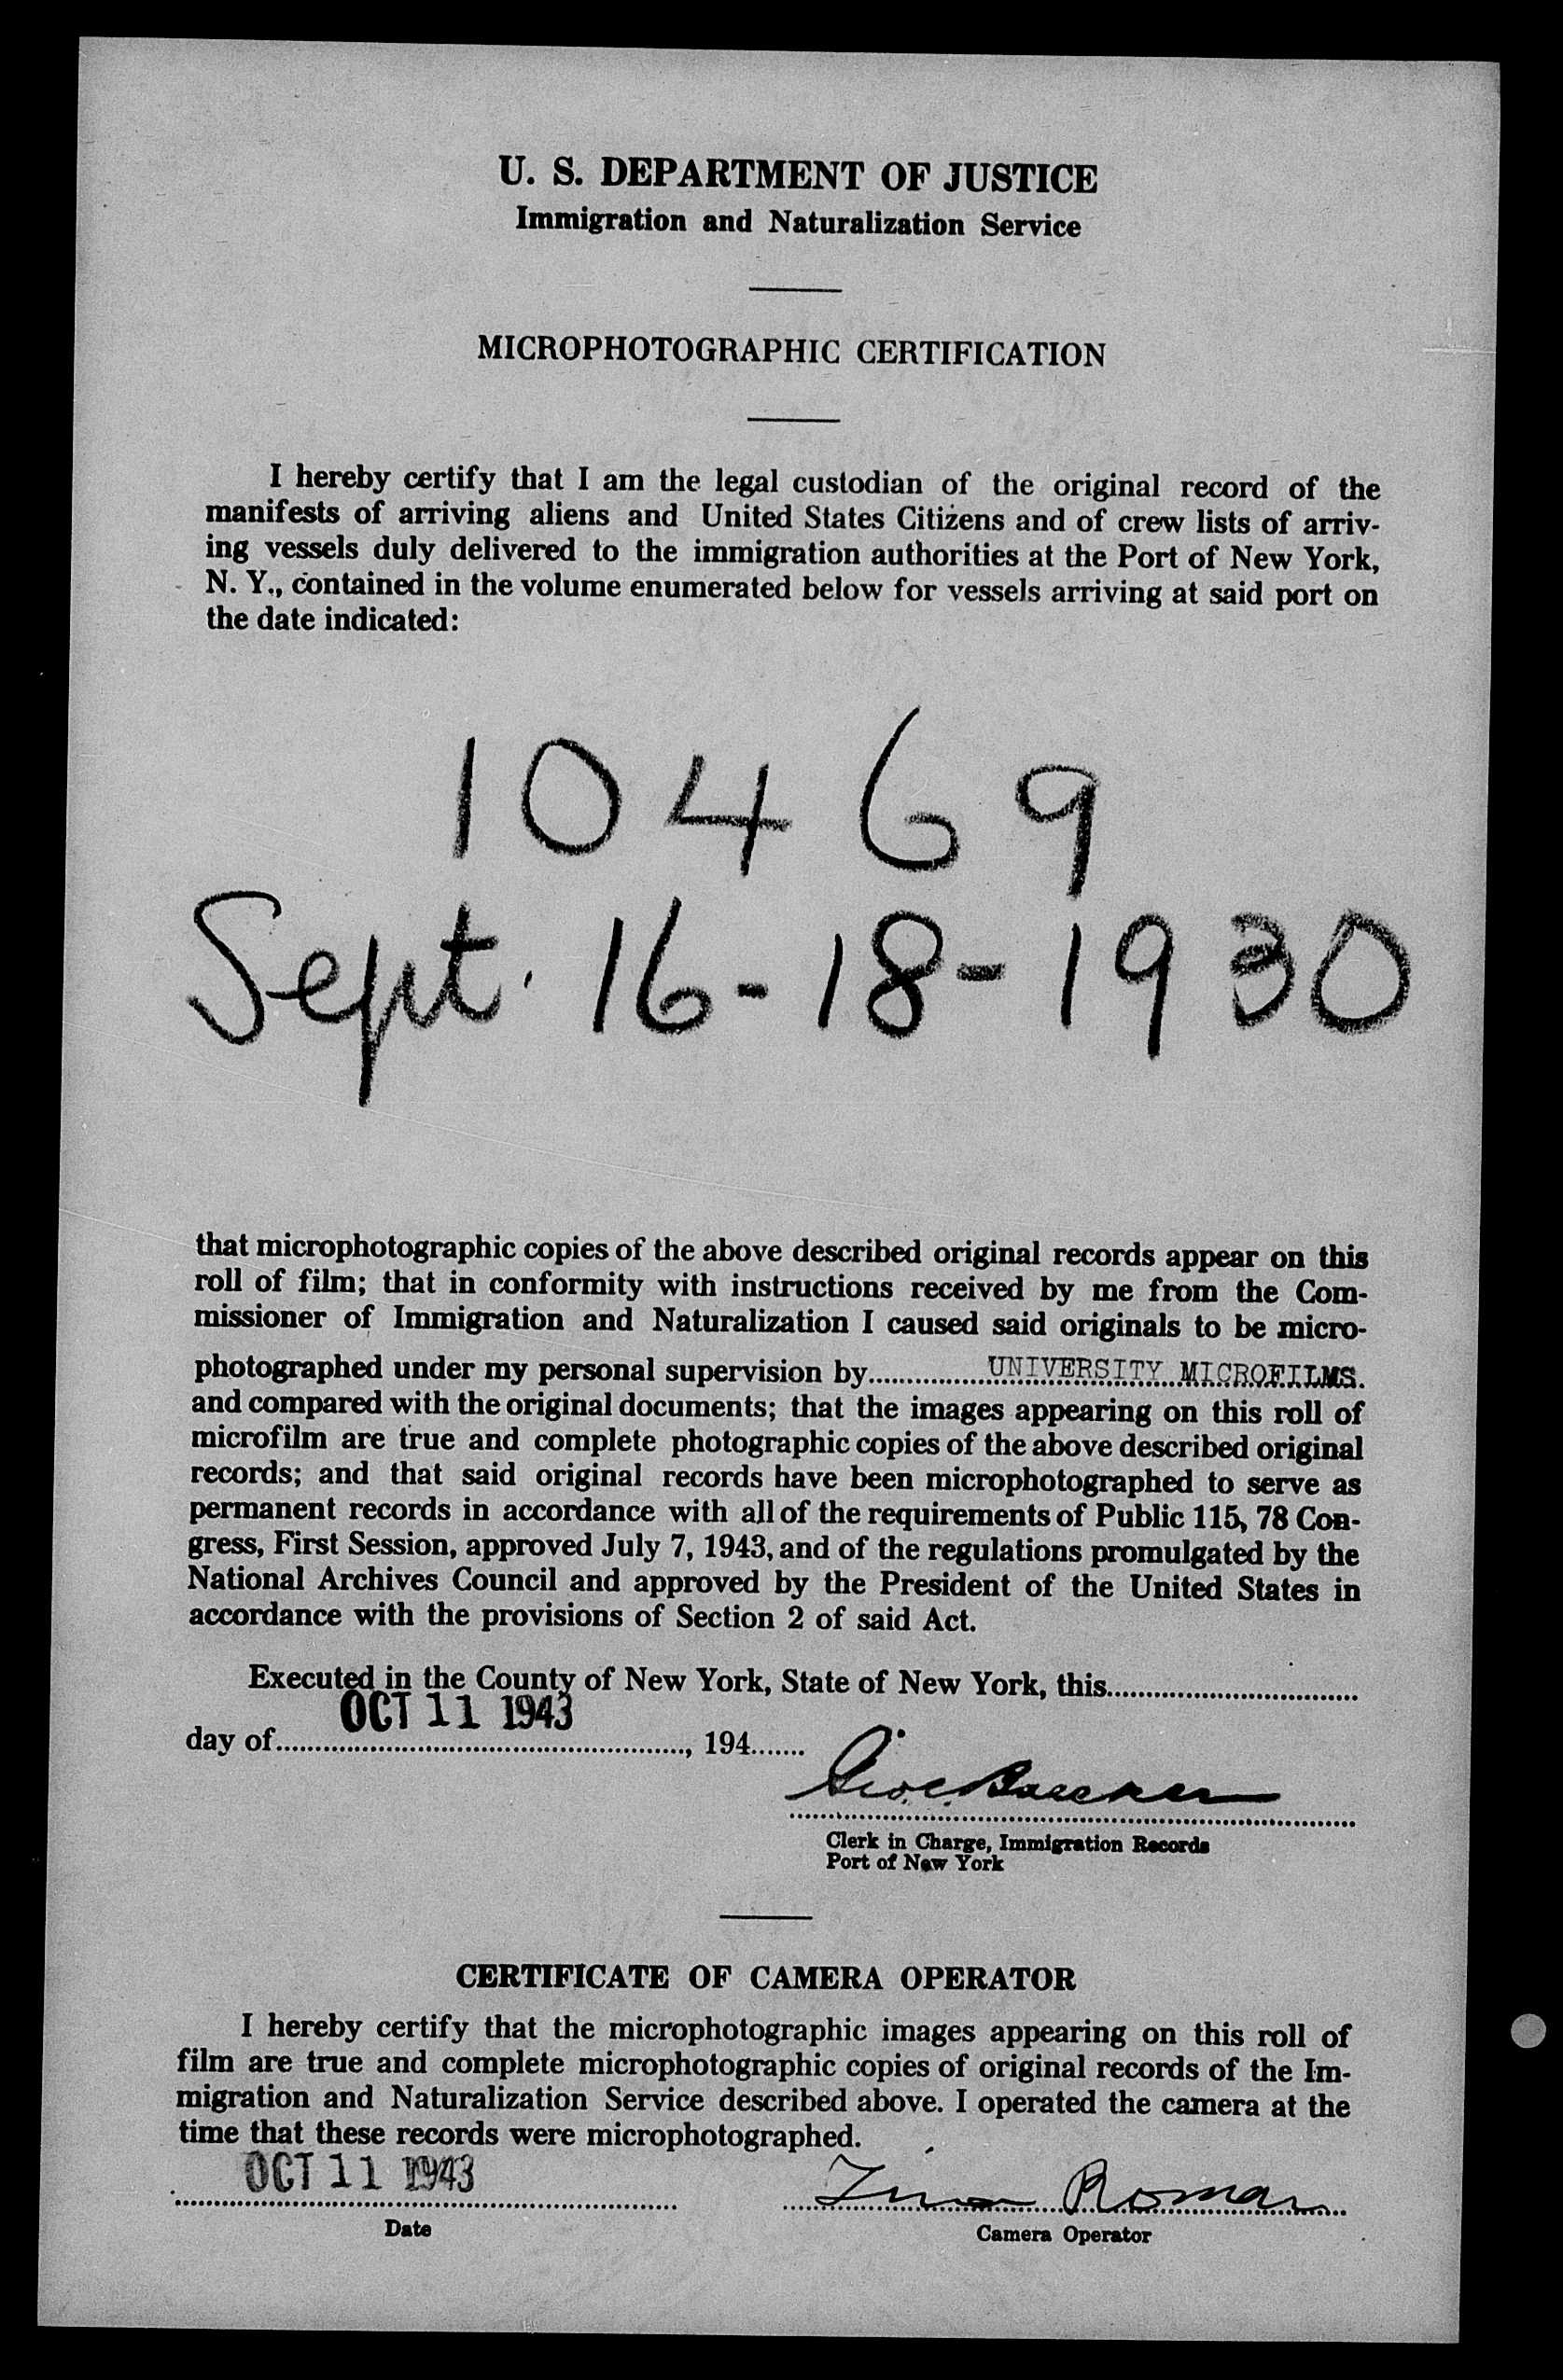 U. S. DEPARTMENT OF JUSTICE
Immigration and Naturalization Service
MICROPHOTOGRAPHIC CERTIFICATION
I hereby certify that I am the legal custodian of the original record of the
manifests of arriving aliens and United States Citizens and of crew lists of arriv-
ing vessels duly delivered to the immigration authorities at the Port of New York,
N. Y., contained in the volume enumerated below for vessels arriving at said port on
the date indicated:
10469
Sept. 16-18-1930
that microphotographic copies of the above described original records appear on this
roll of film; that in conformity with instructions received by me from the Com-
missioner of Immigration and Naturalization I caused said originals to be micro-
photographed under my personal supervision by UNIVERSITY MICROFILMS.
and compared with the original documents; that the images appearing on this roll of
microfilm are true and complete photographic copies of the above described original
records; and that said original records have been microphotographed to serve as
permanent records in accordance with all of the requirements of Public 115, 78 Con-
gress, First Session, approved July 7, 1943, and of the regulations promulgated by the
National Archives Council and approved by the President of the United States in
accordance with the provisions of Section 2 of said Act.
Executed in the County of New York, State of New York, this
OCT 11 1943
day of , 194
Clerk in Charge, Immigration Records
Port of New York
CERTIFICATE OF CAMERA OPERATOR
I hereby certify that the microphotographic images appearing on this roll of
film are true and complete microphotographic copies of original records of the Im-
migration and Naturalization Service described above. I operated the camera at the
time that these records were microphotographed.
OCT 11 1943 Roman
Date Camera Operator